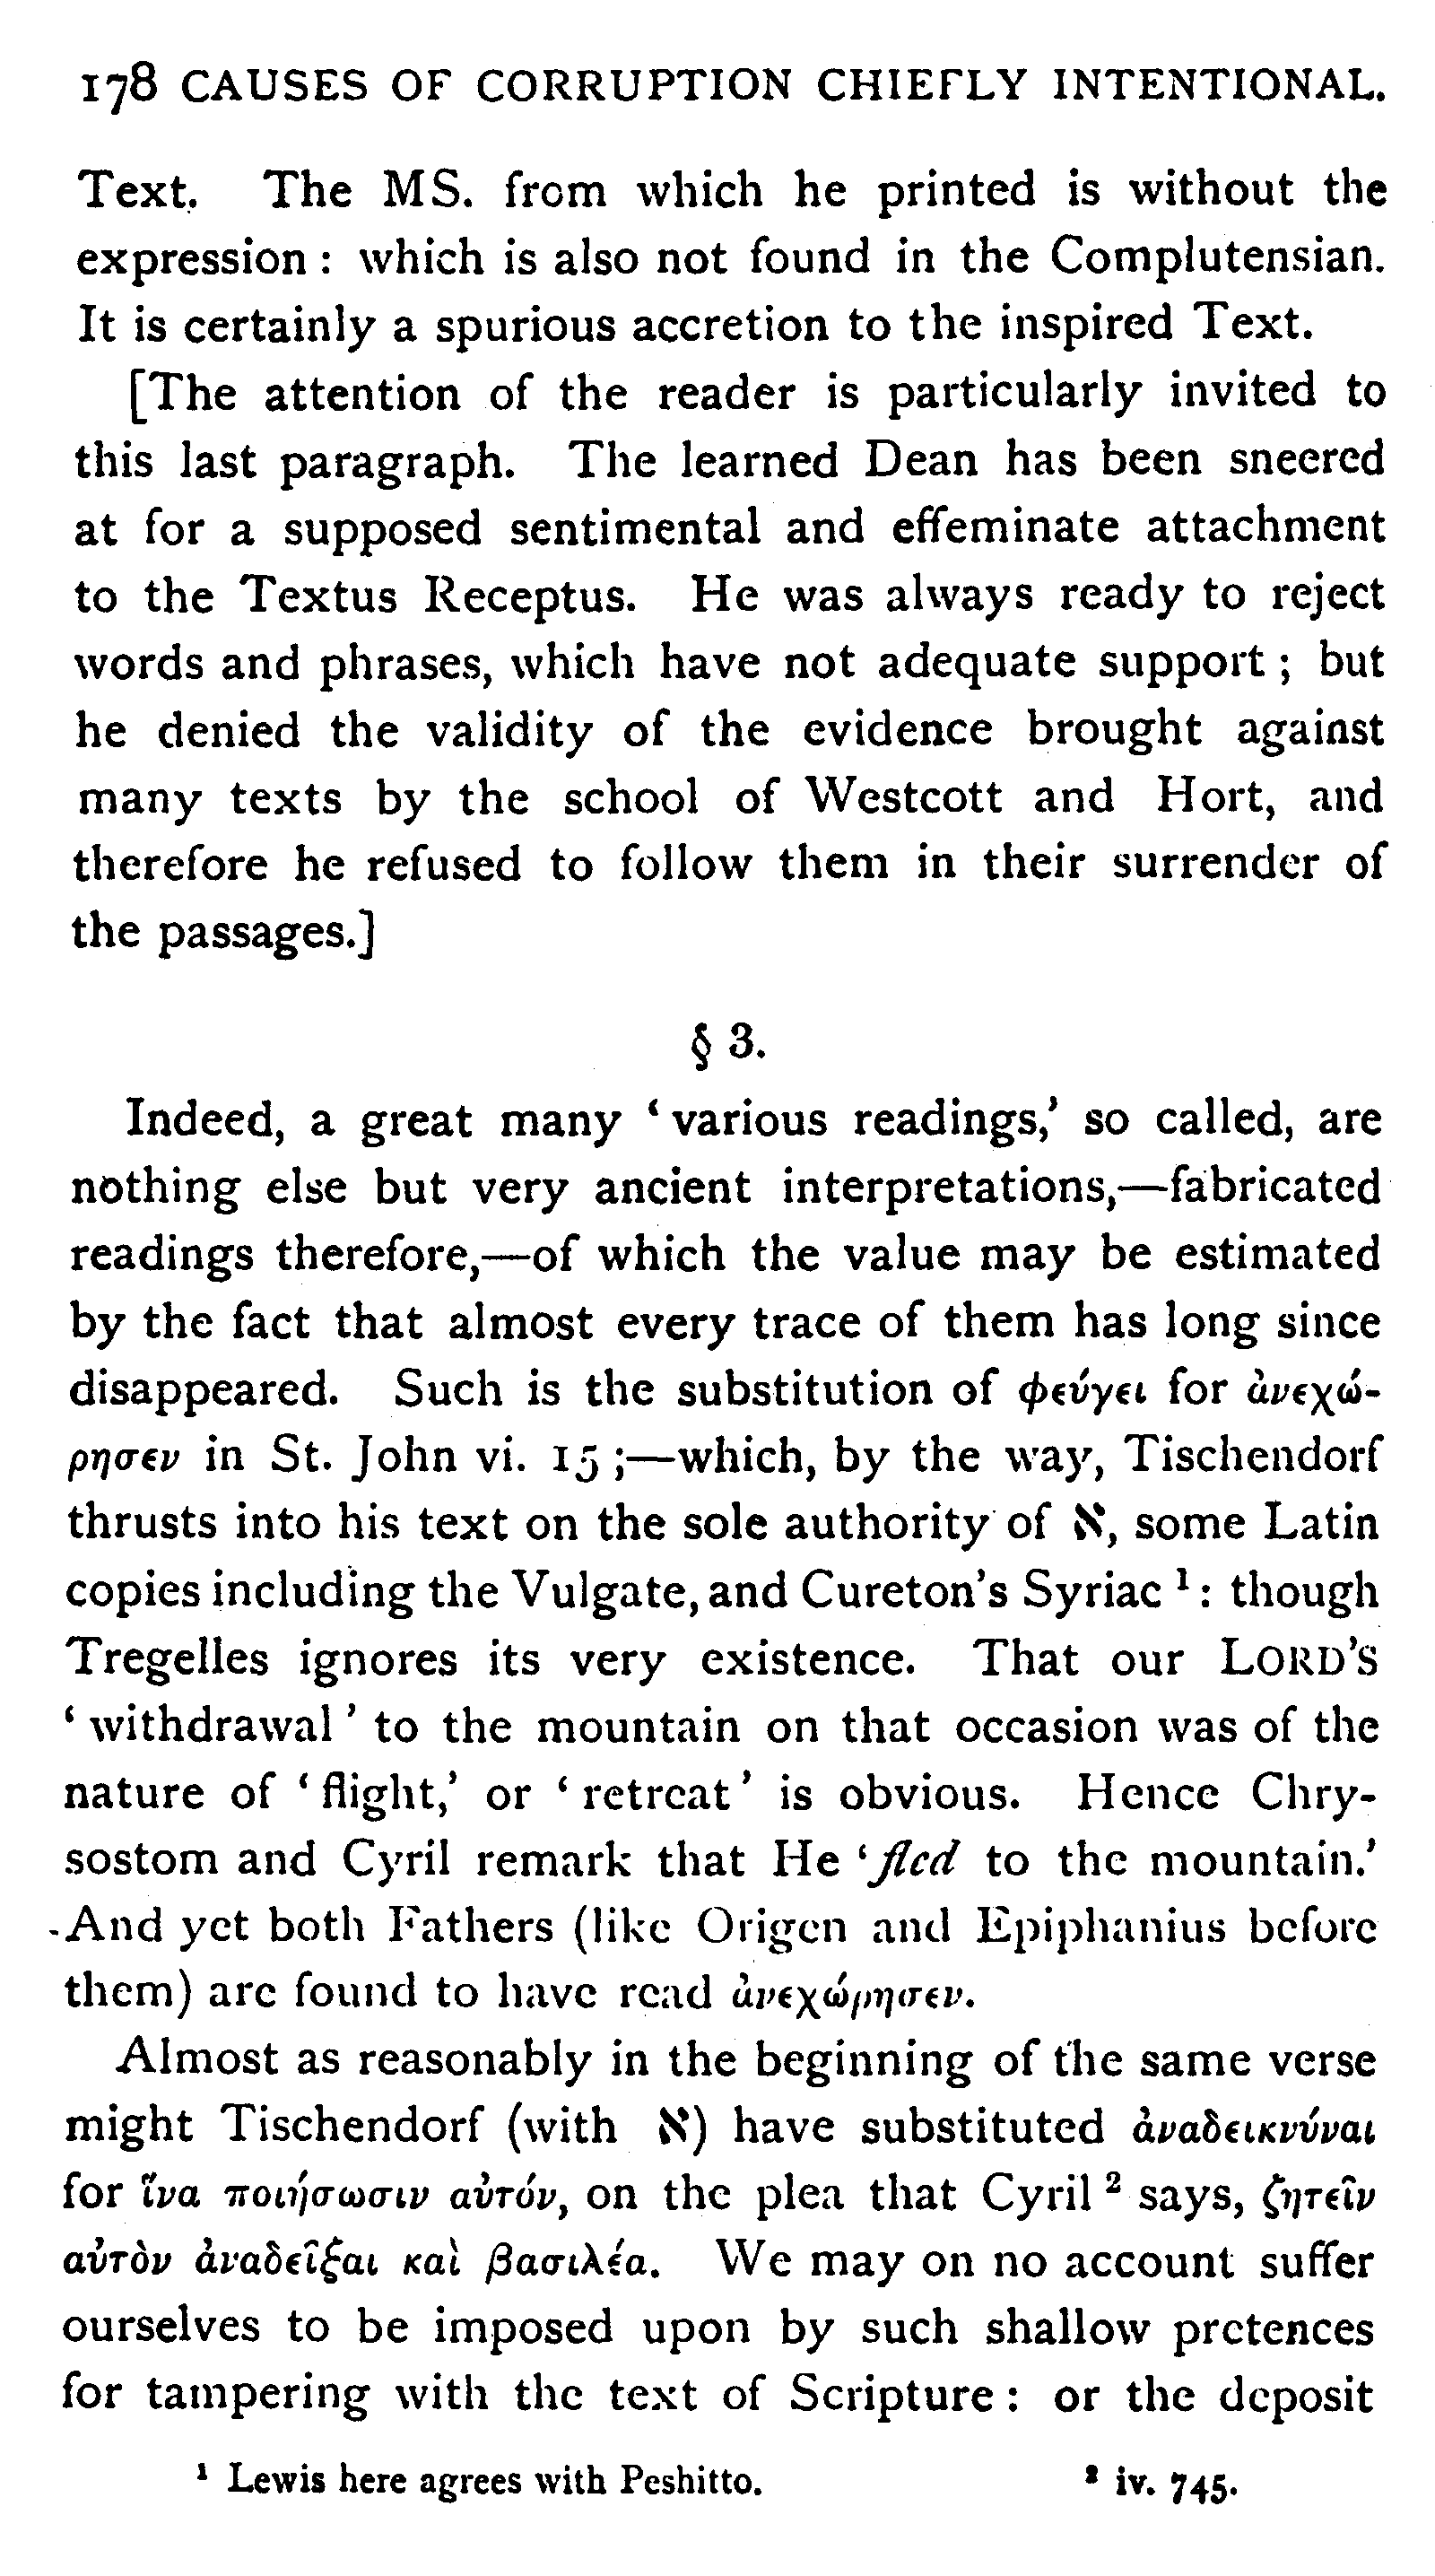 178 CAUSES OF CORRUPTION CHIEFLY INTENTIONAL.
Text. The MS. from which he printed is without the
expression : which is also not found in the Complutensian.
It is certainly a spurious accretion to the inspired Text.
[The attention of the reader is particularly invited to
this last paragraph. The learned Dean has been sneered
at for a supposed sentimental and effeminate attachment
to the Textus Receptus. He was always ready to reject
words and phrases, which have not adequate support ; but
he denied the validity of the evidence brought against
many texts by the school of Westcott and Hort, and
therefore he refused to follow them in their surrender of
the passages.]
§ 3.
Indeed, a great many ‘ various readings,’ so called, are
nothing else but very ancient interpretations,—fabricated
readings therefore,—of which the value may be estimated
by the fact that almost every trace of them has long since
disappeared. Such is the substitution of φεύγει for ἀνεχώ-
ρησεν in St. John vi. 15 ;—which, by the way, Tischendorf
thrusts into his text on the sole authority of א, some Latin
copies including the Vulgate, and Cureton’s Syriac ¹ : though
Tregelles ignores its very existence. That our LORD’S
‘ withdrawal ’ to the mountain on that occasion was of the
nature of ‘ flight,’ or ‘ retreat ’ is obvious. Hence Chry-
sostom and Cyril remark that He ‘ fled to the mountain.’
And yet both Fathers (like Origen and Epiphanius before
them) are found to have read ἀνεχώρησεν.
Almost as reasonably in the beginning of the same verse
might Tischendorf (with א) have substituted ἀναδεικνύναι
for ἵνα ποιήσωσιν αὐτόν, on the plea that Cyril ² says, ζητεῖν
αὐτὸν ἀναδεῖξαι καὶ βασιλέα. We may on no account suffer
ourselves to be imposed upon by such shallow pretences
for tampering with the text of Scripture : or the deposit
¹ Lewis here agrees with Peshitto. ² iv. 745.